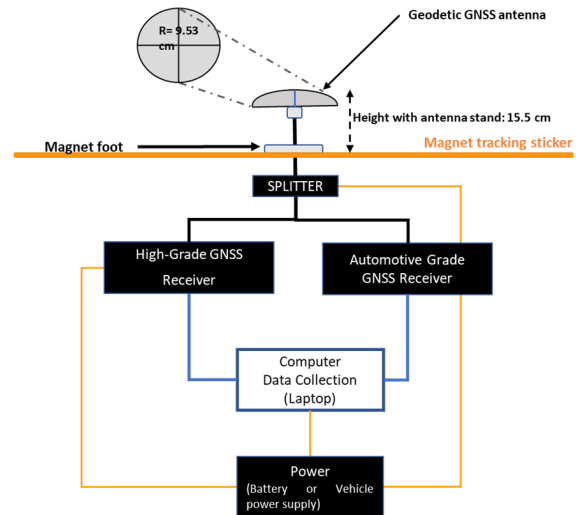 Geodetic GNSS antenna
R= 9.53
cm
Height with antenna stand: 15.5 cm
Magnet foot
Magnet tracking sticker
SPLITTER
High-Grade GNSS
Receiver
Automotive Grade
GNSS Receiver
Computer
Data Collection
(Laptop)
Power
(Battery or Vehicle
power supply)